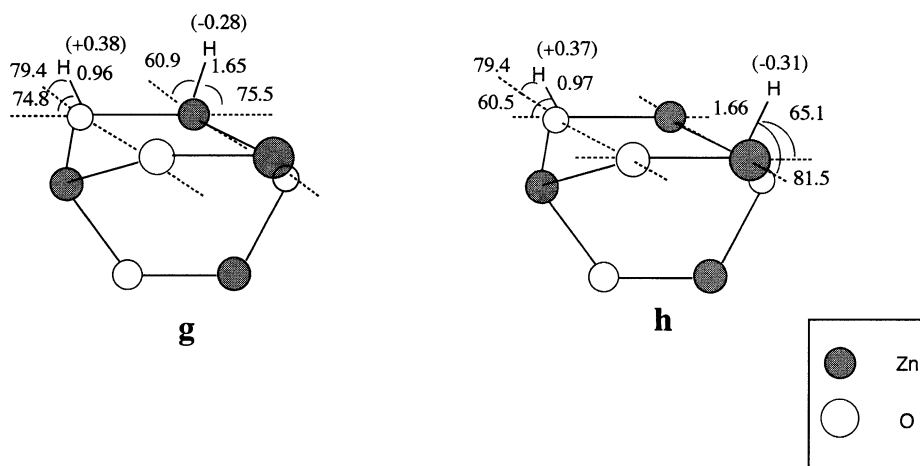 (+0.38)
(-0.28)
79.4 H 0.96
60.9 H 1.65
74.8
75.5
g
(+0.37)
(-0.31)
79.4 H 0.97
H
60.5
1.66
65.1
81.5
h
Zn
O